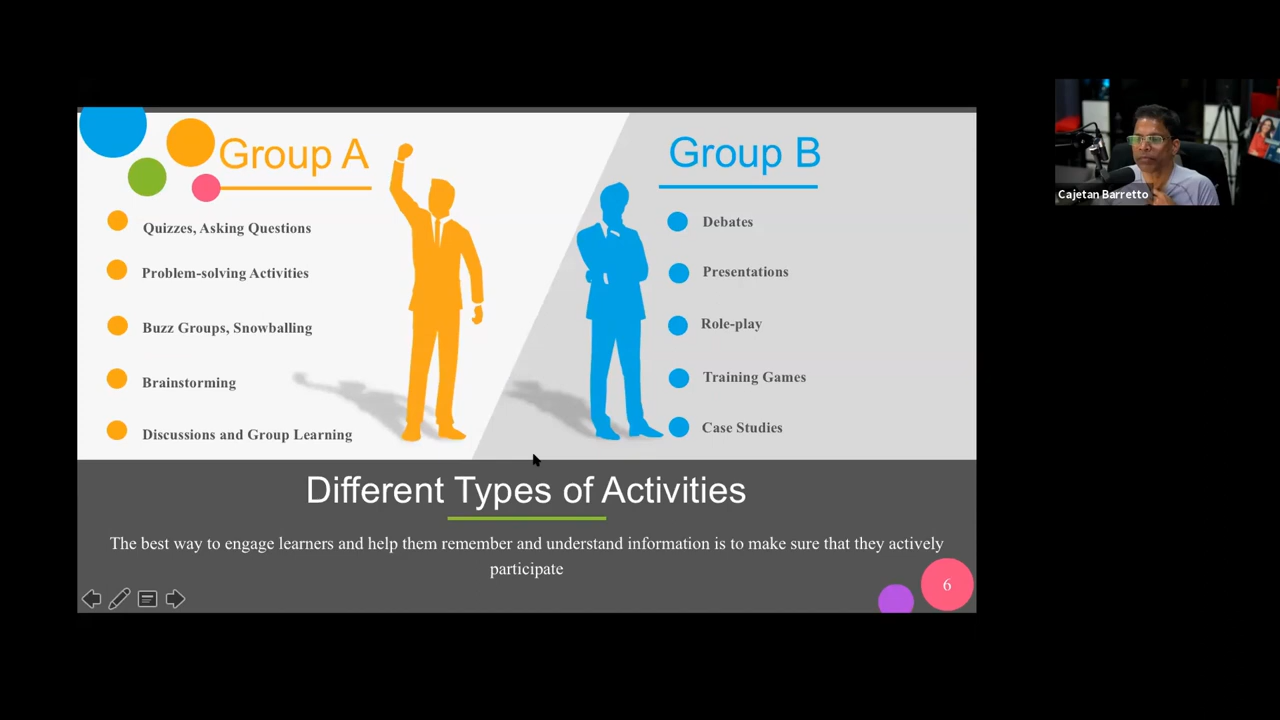 Group A
Quizzes, Asking Questions
Problem-solving Activities
Buzz Groups, Snowballing
Brainstorming
Discussions and Group Learning
Group B
Debates
Presentations
Role-play
Training Games
Case Studies
Different Types of Activities
The best way to engage learners and help them remember and understand information is to make sure that they actively
participate
6
Cajetan Barretto